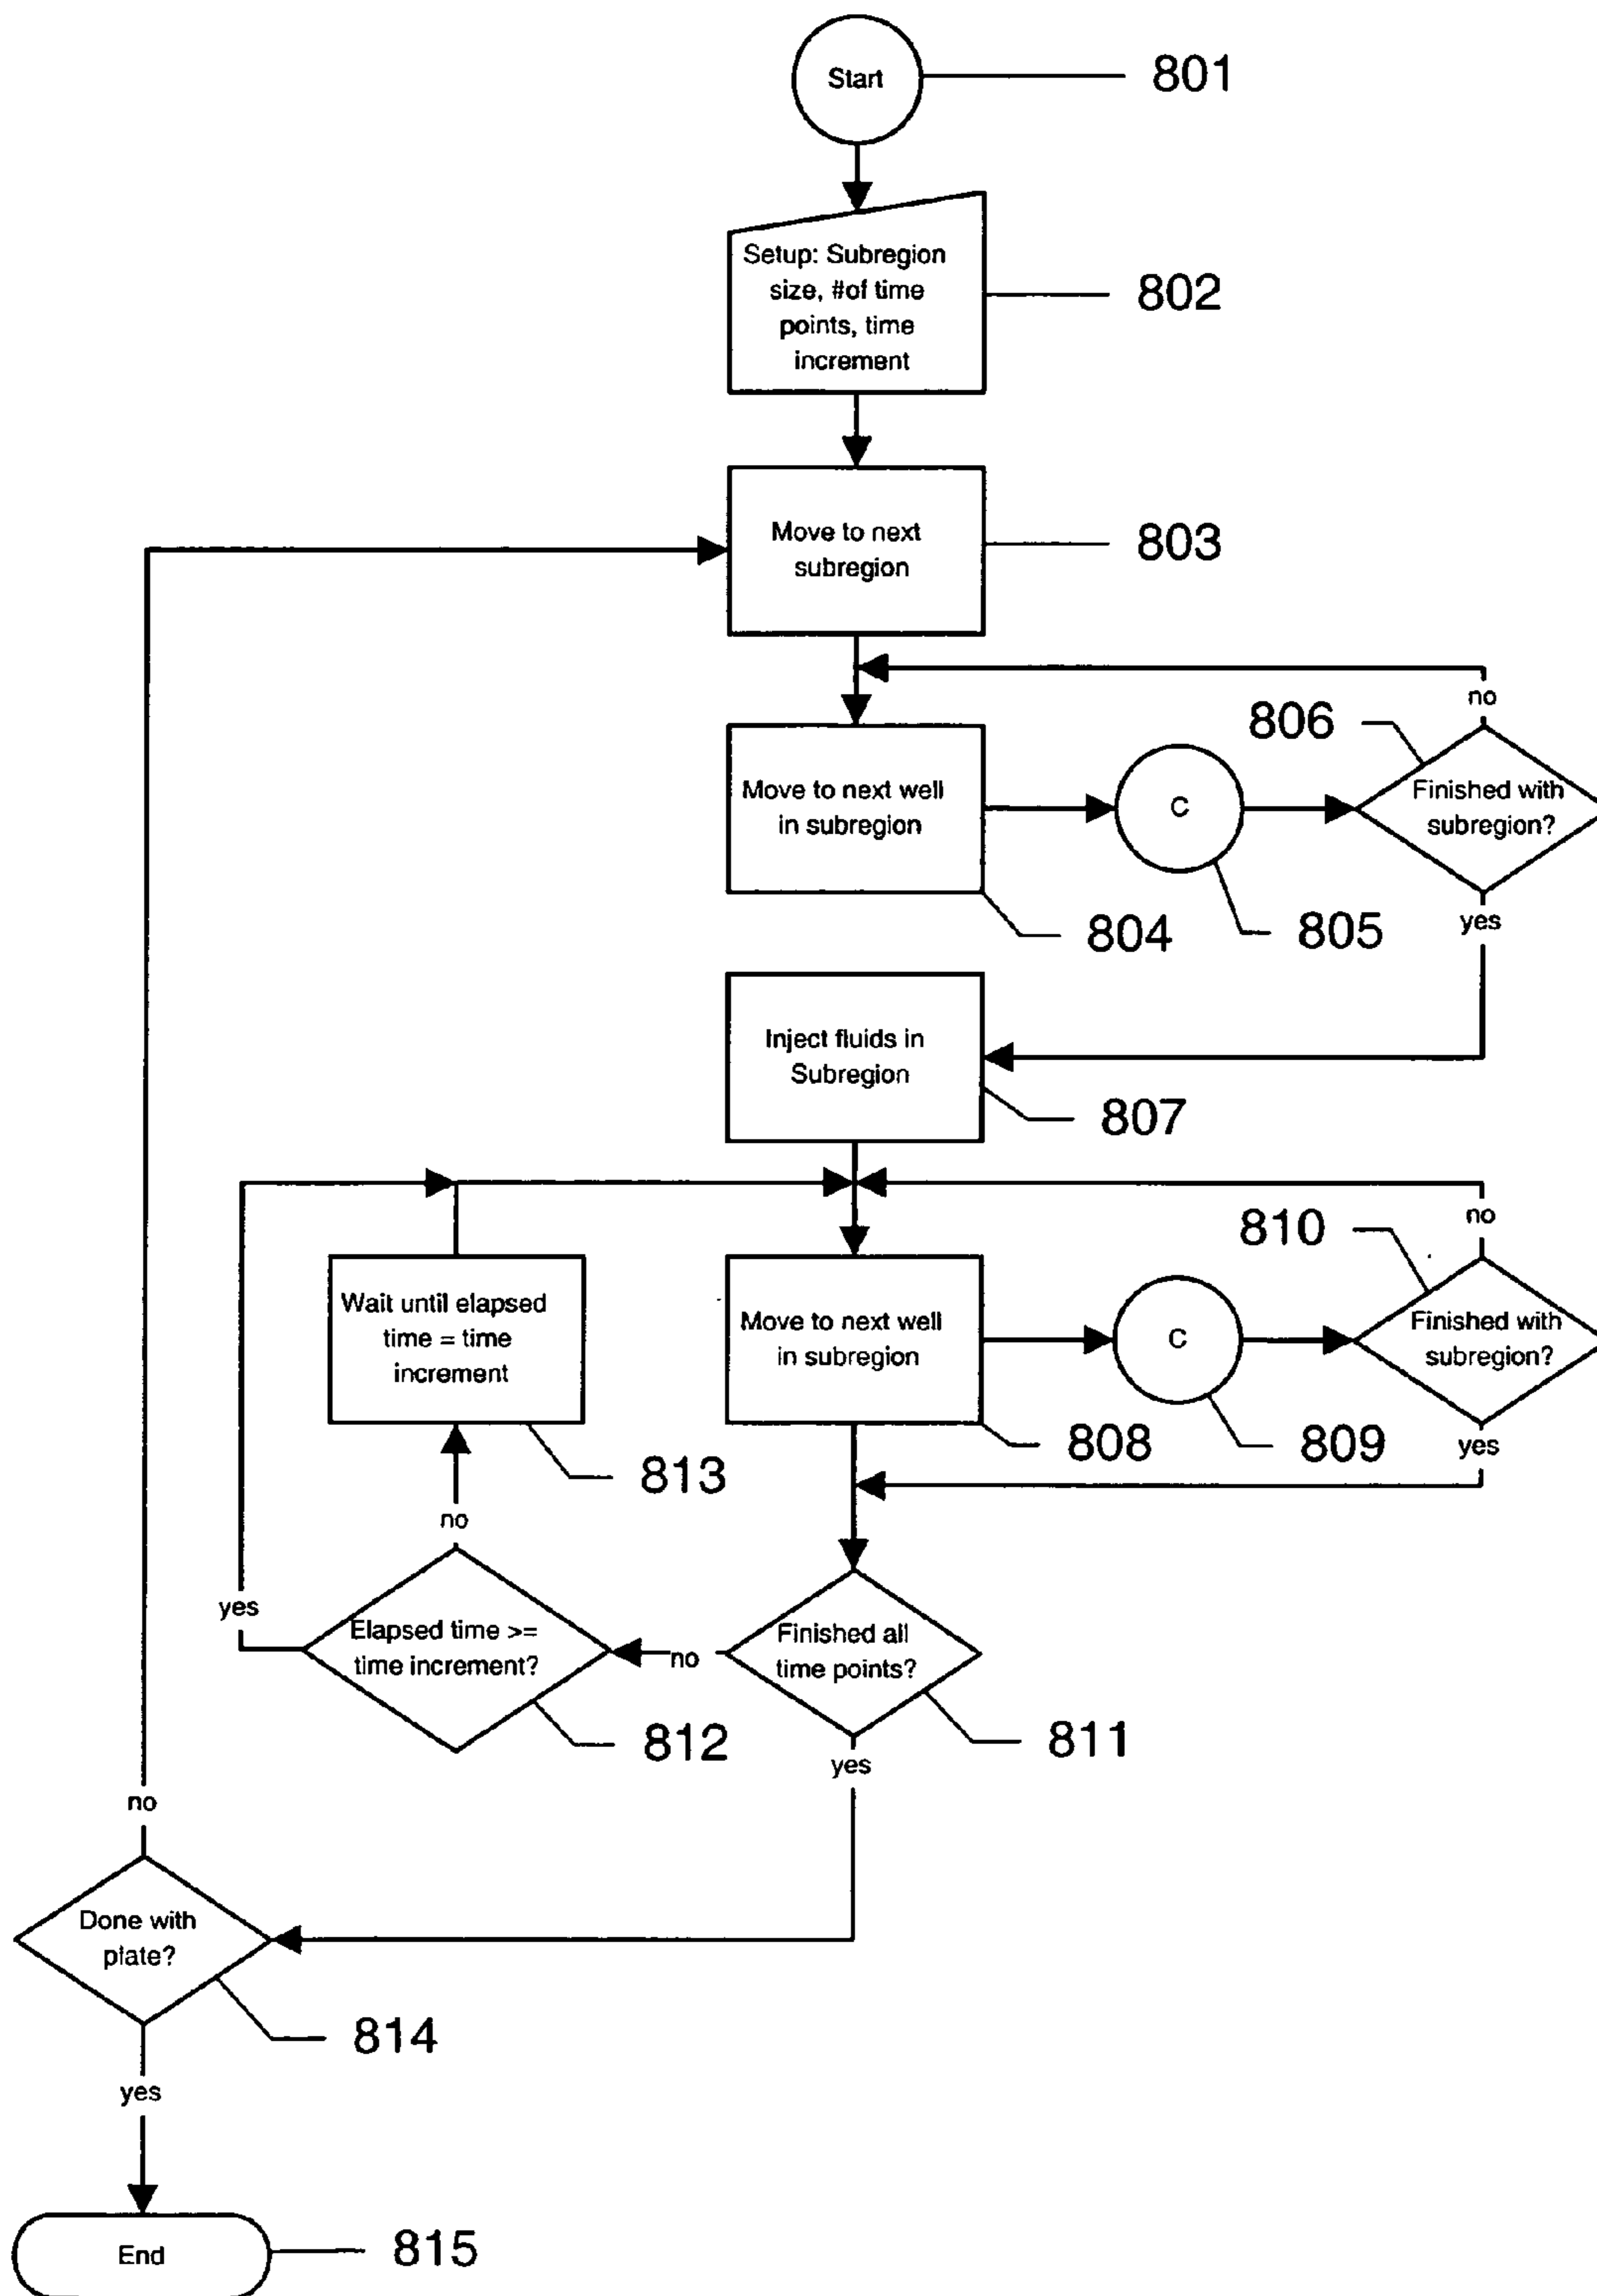 Start
801
Setup: Subregion
size, #of time
points, time
increment
802
Move to next
subregion
803
no
806
Move to next well
in subregion
C
Finished with
subregion?
804
805
yes
Inject fluids in
Subregion
807
no
810
Wait until elapsed
time = time
increment
Move to next well
in subregion
C
Finished with
subregion?
813
808
809
yes
no
yes
Elapsed time >=
time increment?
no
Finished all
time points?
812
811
yes
no
Done with
plate?
814
yes
End
815